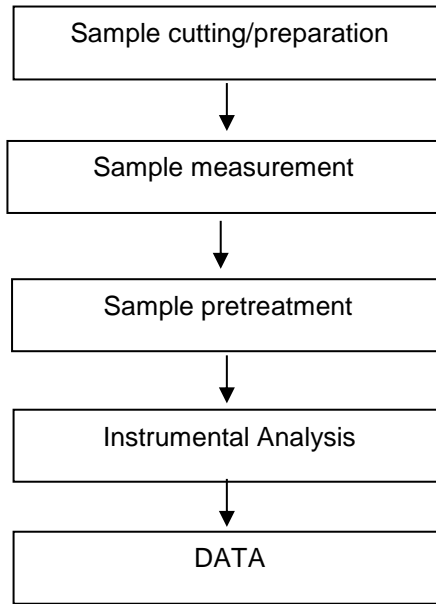 Sample cutting/preparation
Sample measurement
Sample pretreatment
Instrumental Analysis
DATA